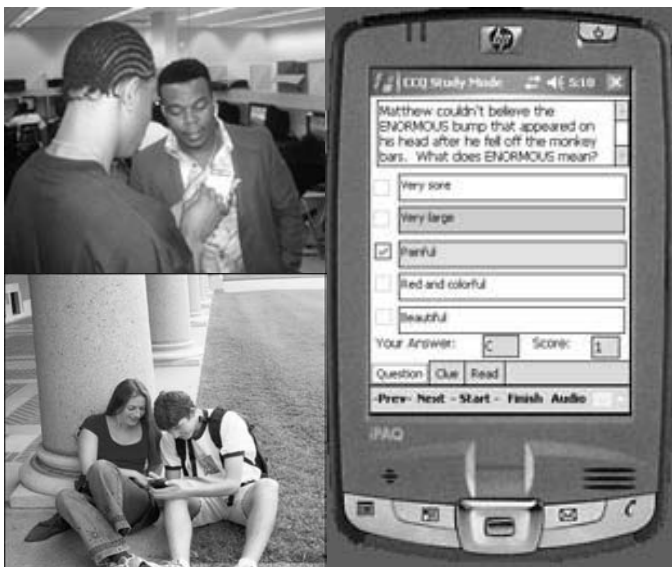 hp
CCQ Study Mode 5:10
Matthew couldn't believe the
ENORMOUS bump that appeared on
his head after he fell off the monkey
bars. What does ENORMOUS mean?
Very sore
Very large
Painful
Red and colorful
Beautiful
Your Answer: C Score: 1
Question Clue Read
-Prev- Next - Start - Finish Audio
iPAQ